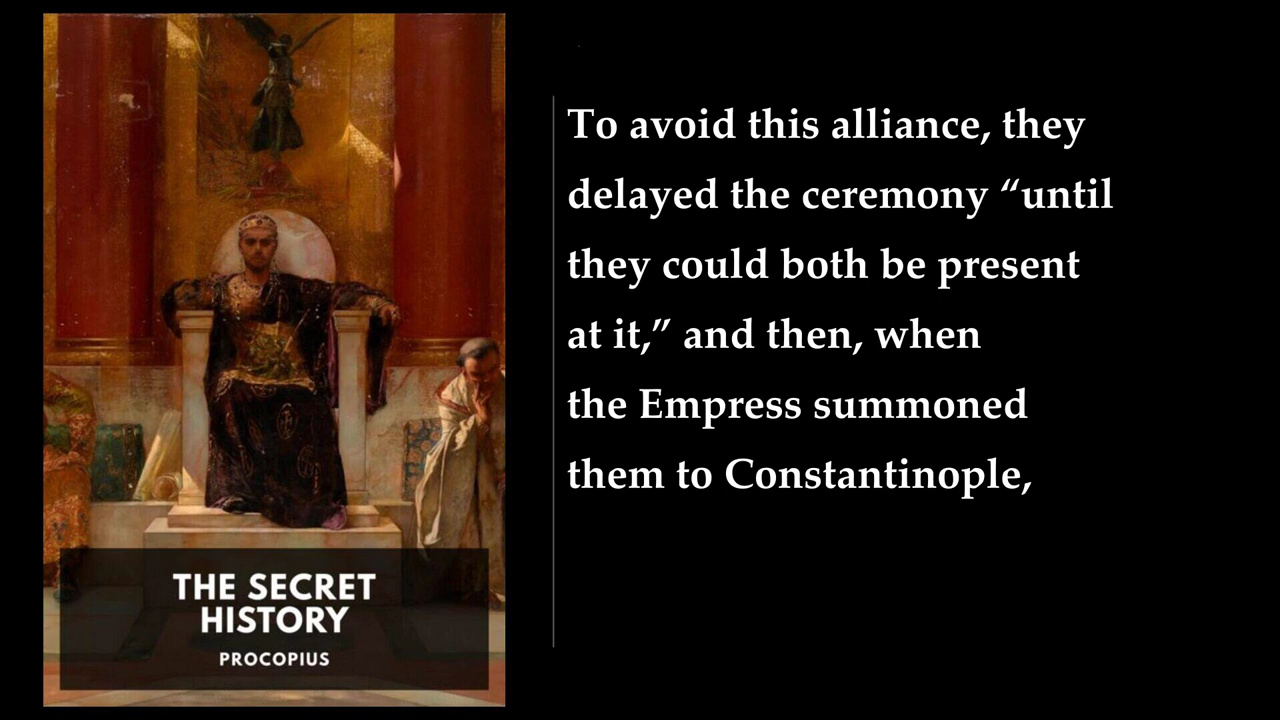 THE SECRET
HISTORY
PROCOPIUS
To avoid this alliance, they
delayed the ceremony “until
they could both be present
at it,” and then, when
the Empress summoned
them to Constantinople,